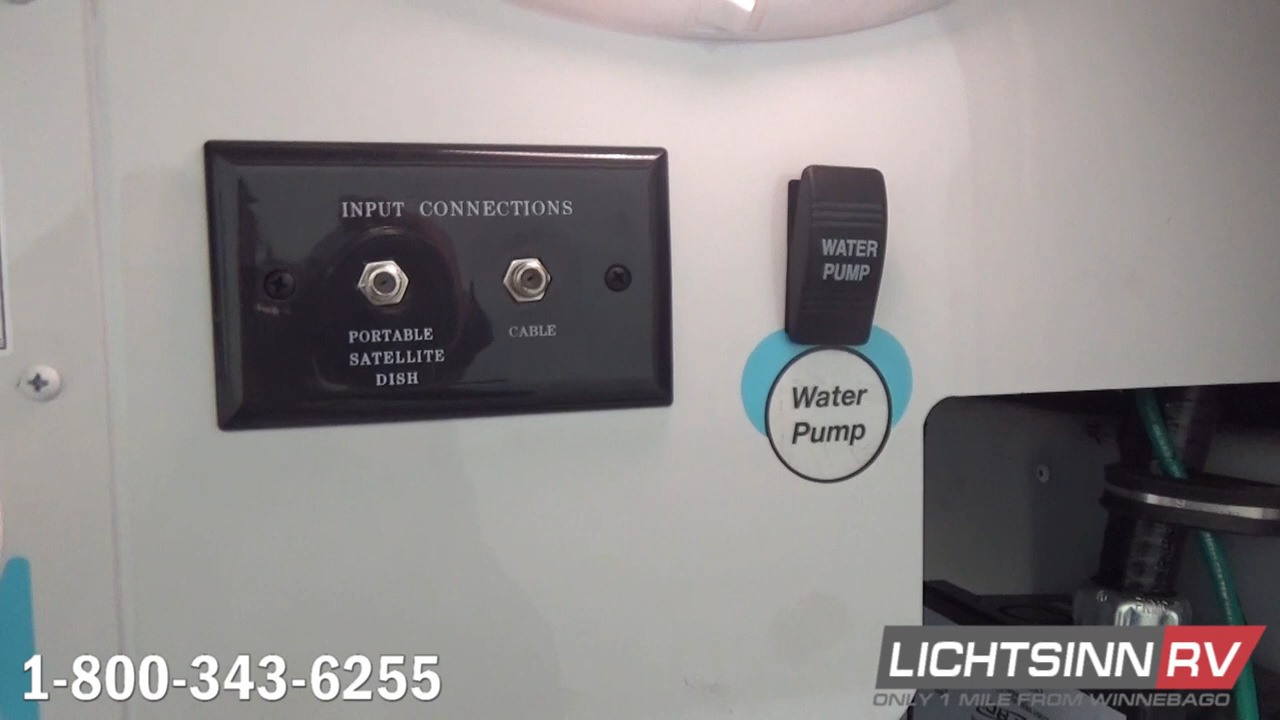 INPUT CONNECTIONS
PORTABLE
SATELLITE
DISH
CABLE
WATER
PUMP
Water
Pump
1-800-343-6255
LICHTSINN RV
ONLY 1 MILE FROM WINNEBAGO